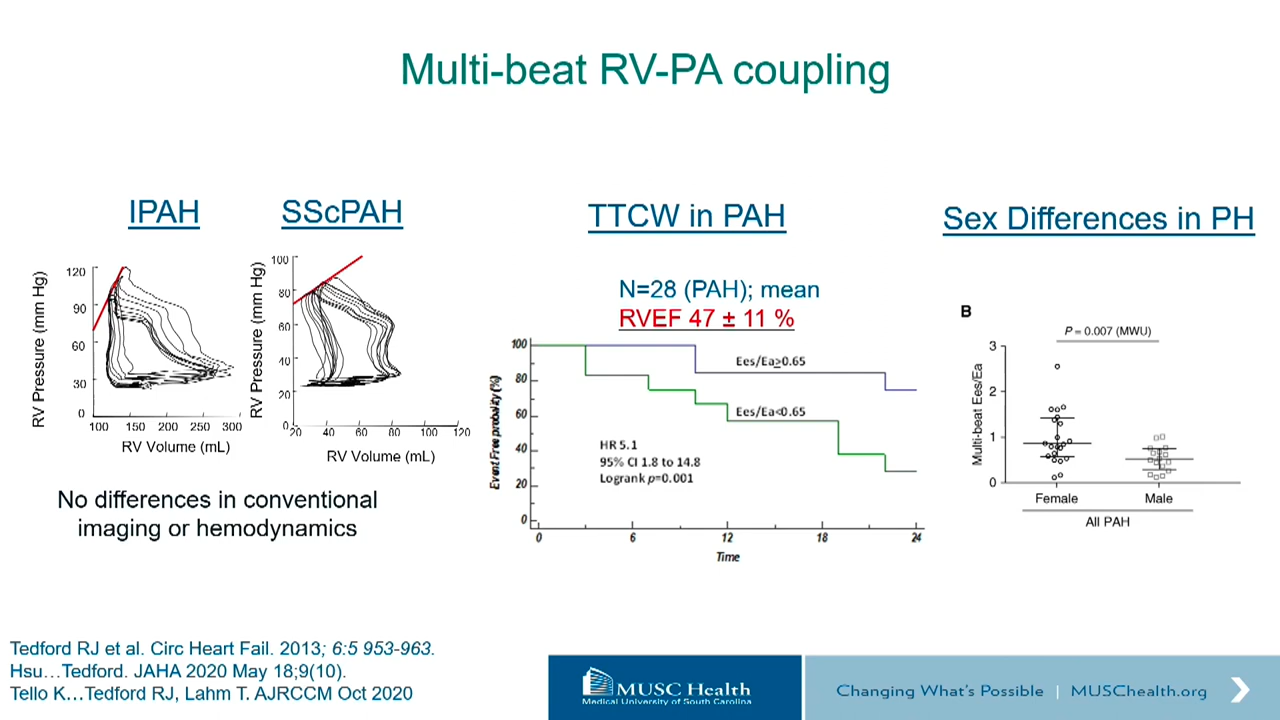 Multi-beat RV-PA coupling
IPAH
SScPAH
RV Pressure (mm Hg)
120
90
60
30
0
100 150 200 250 300
RV Volume (mL)
RV Pressure (mm Hg)
100
80
60
40
20
0
20 40 60 80 100 120
RV Volume (mL)
No differences in conventional
imaging or hemodynamics
TTCW in PAH
N=28 (PAH); mean
RVEF 47 ± 11 %
Event Free probality (%)
100
80
60
40
20
0
Ees/Ea≥0.65
Ees/Ea<0.65
HR 5.1
95% CI 1.8 to 14.8
Logrank p=0.001
0 6 12 18 24
Time
Sex Differences in PH
B
P = 0.007 (MWU)
Multi-beat Ees/Ea
3
2
1
0
Female Male
All PAH
Tedford RJ et al. Circ Heart Fail. 2013; 6:5 953-963.
Hsu…Tedford. JAHA 2020 May 18;9(10).
Tello K…Tedford RJ, Lahm T. AJRCCM Oct 2020
MUSC Health
Medical University of South Carolina
Changing What's Possible | MUSChealth.org